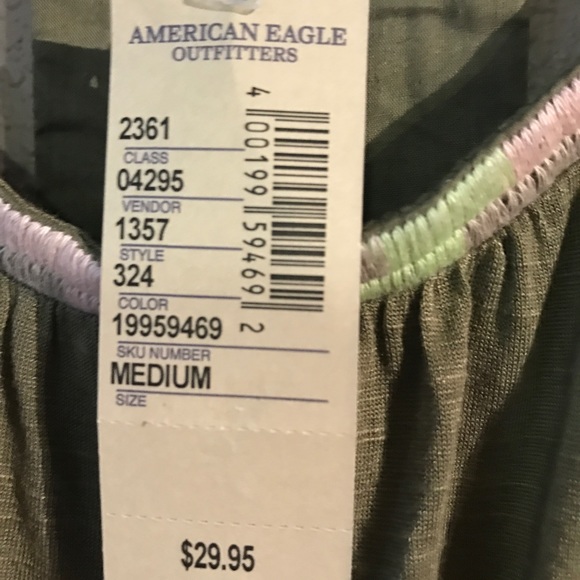 AMERICAN EAGLE
OUTFITTERS
2361
CLASS
04295
VENDOR
1357
STYLE
324
COLOR
19959469
SKU NUMBER
MEDIUM
SIZE
4 00199 59469 2
$29.95